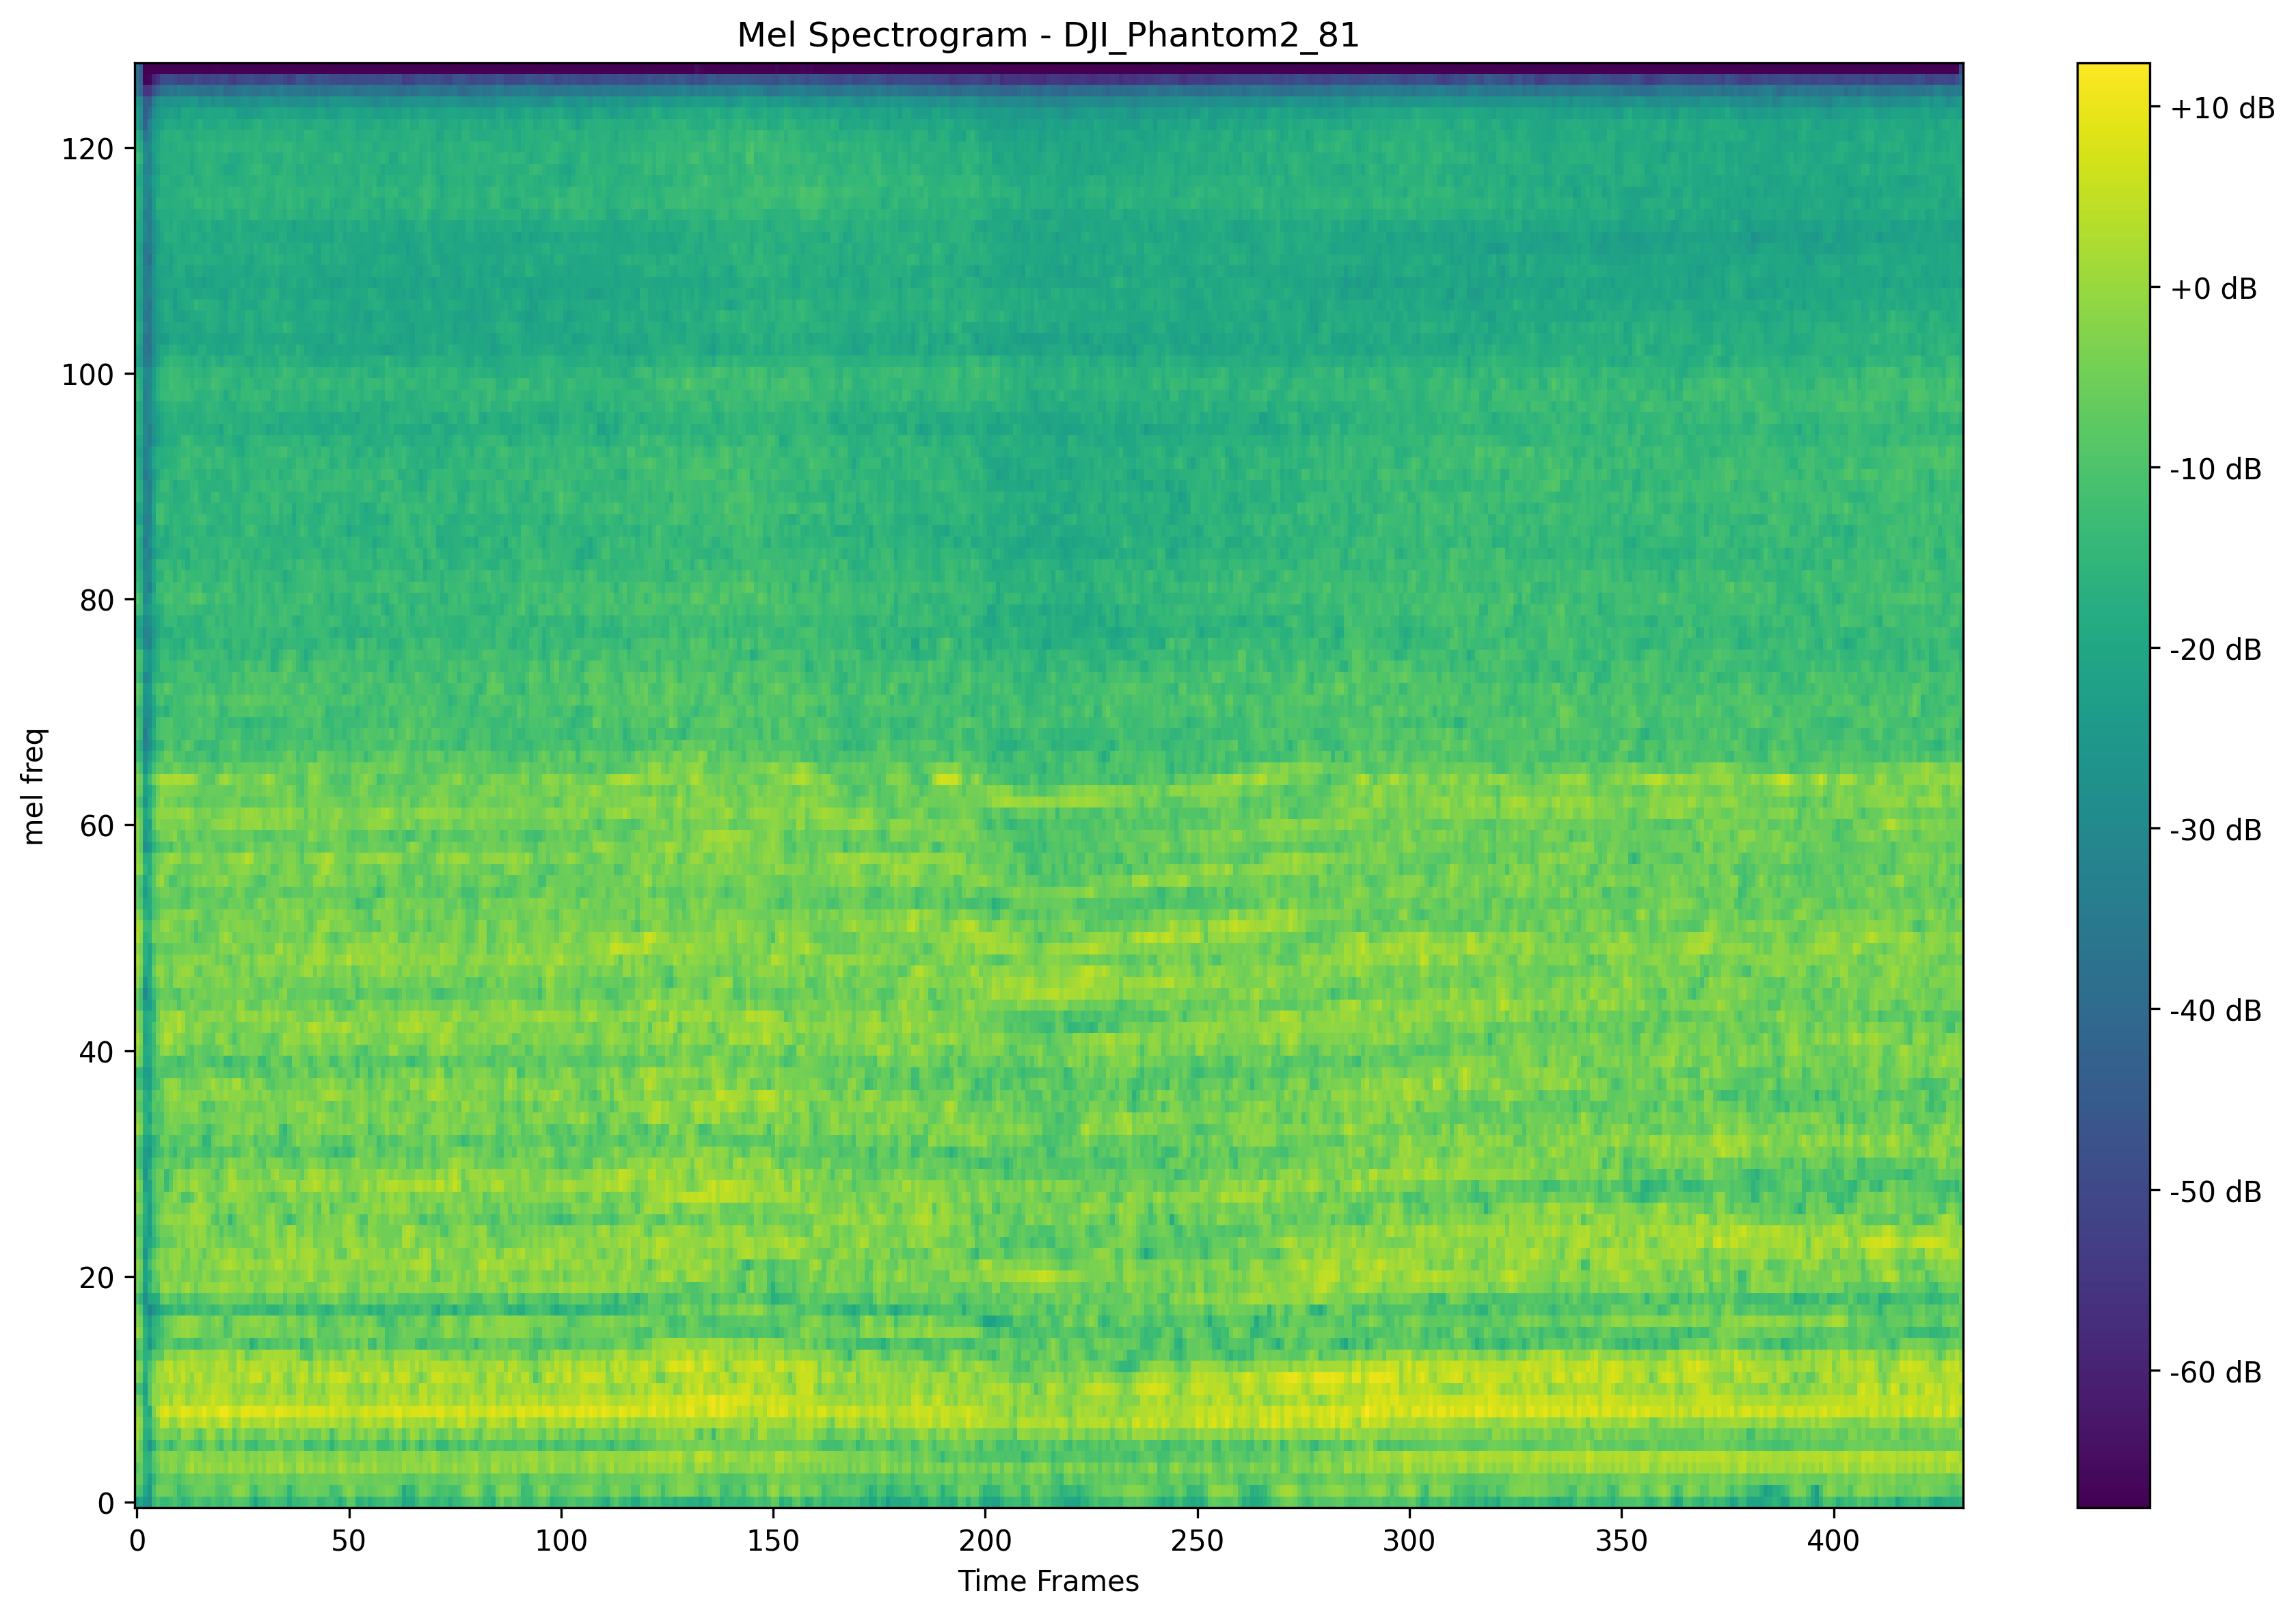 Mel Spectrogram - DJI_Phantom2_81
+10 dB
+0 dB
-10 dB
-20 dB
-30 dB
-40 dB
-50 dB
-60 dB
mel freq
120
100
80
60
40
20
0
0 50 100 150 200 250 300 350 400
Time Frames